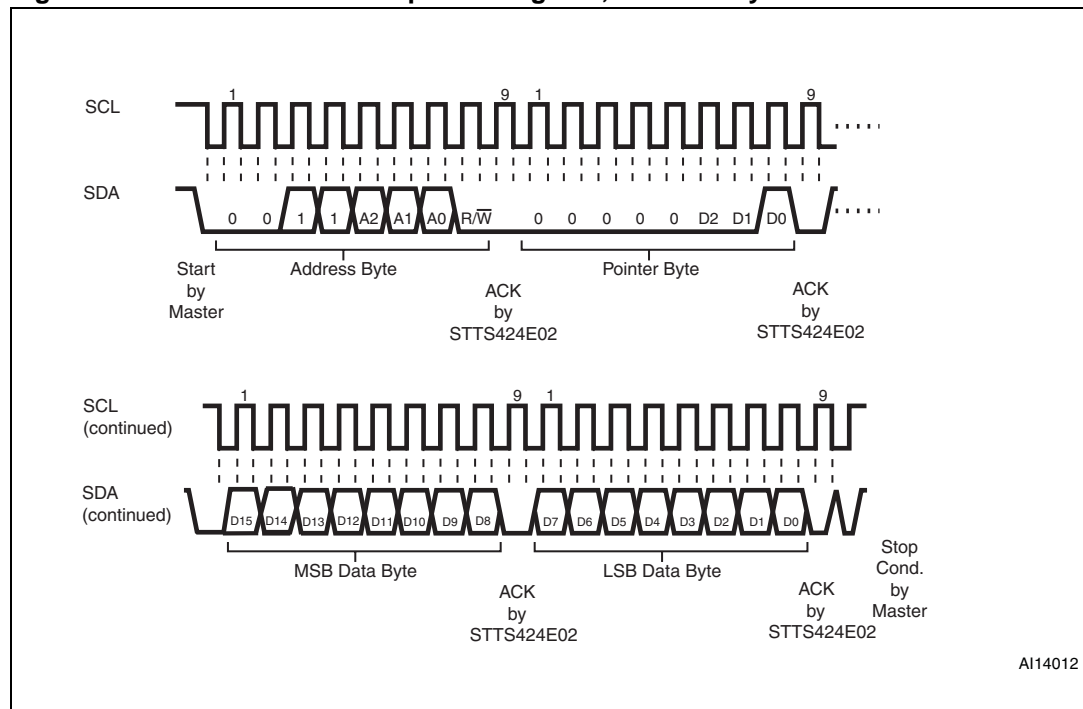 1 9 1 9
SCL
SDA
0 0 1 1 A2 A1 A0 R/W 0 0 0 0 0 D2 D1 D0
Start
by
Master
Address Byte
ACK
by
STTS424E02
Pointer Byte
ACK
by
STTS424E02
1 9 1 9
SCL
(continued)
SDA
(continued)
D15 D14 D13 D12 D11 D10 D9 D8 D7 D6 D5 D4 D3 D2 D1 D0
MSB Data Byte
ACK
by
STTS424E02
LSB Data Byte
ACK
by
STTS424E02
Stop
Cond.
by
Master
AI14012